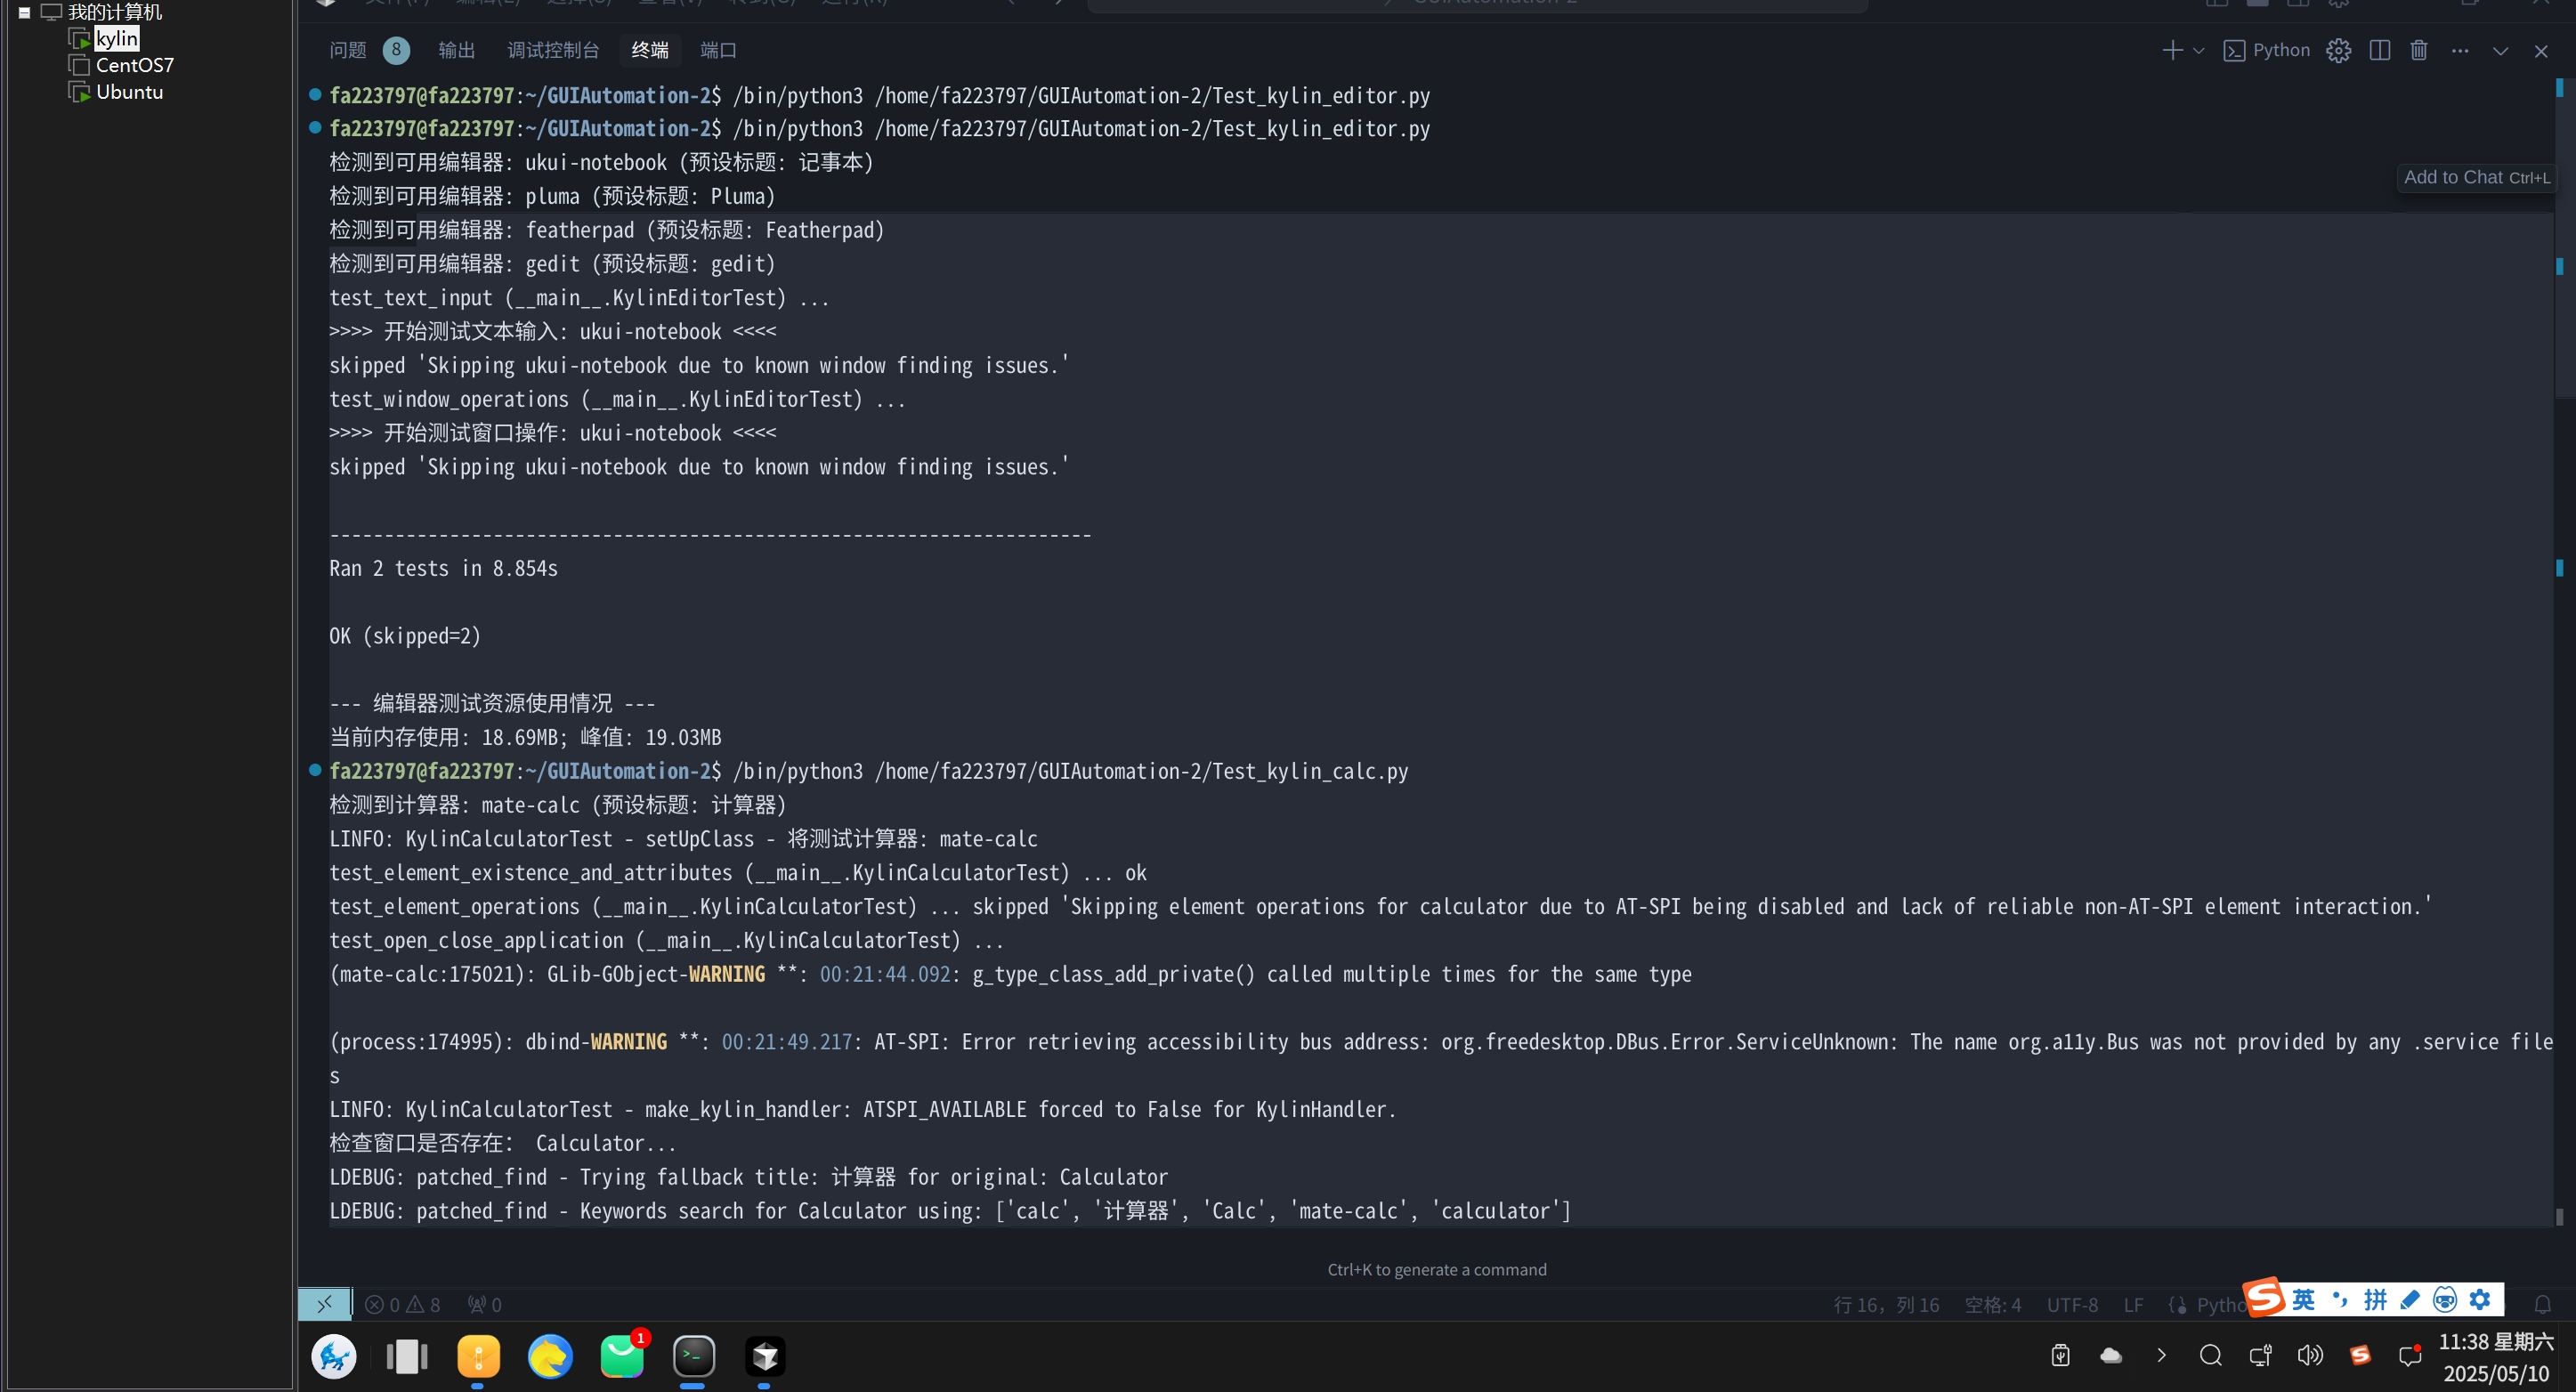 我的计算机
kylin
CentOS7
Ubuntu
问题 8 输出 调试控制台 终端 端口
Python
fa223797@fa223797:~/GUIAutomation-2$ /bin/python3 /home/fa223797/GUIAutomation-2/Test_kylin_editor.py
fa223797@fa223797:~/GUIAutomation-2$ /bin/python3 /home/fa223797/GUIAutomation-2/Test_kylin_editor.py
检测到可用编辑器: ukui-notebook (预设标题: 记事本)
Add to Chat Ctrl+L
检测到可用编辑器: pluma (预设标题: Pluma)
检测到可用编辑器: featherpad (预设标题: Featherpad)
检测到可用编辑器: gedit (预设标题: gedit)
test_text_input (__main__.KylinEditorTest) ...
>>>> 开始测试文本输入: ukui-notebook <<<<
skipped 'Skipping ukui-notebook due to known window finding issues.'
test_window_operations (__main__.KylinEditorTest) ...
>>>> 开始测试窗口操作: ukui-notebook <<<<
skipped 'Skipping ukui-notebook due to known window finding issues.'
----------------------------------------------------------------------
Ran 2 tests in 8.854s
OK (skipped=2)
--- 编辑器测试资源使用情况 ---
当前内存使用: 18.69MB; 峰值: 19.03MB
fa223797@fa223797:~/GUIAutomation-2$ /bin/python3 /home/fa223797/GUIAutomation-2/Test_kylin_calc.py
检测到计算器: mate-calc (预设标题: 计算器)
LINFO: KylinCalculatorTest - setUpClass - 将测试计算器: mate-calc
test_element_existence_and_attributes (__main__.KylinCalculatorTest) ... ok
test_element_operations (__main__.KylinCalculatorTest) ... skipped 'Skipping element operations for calculator due to AT-SPI being disabled and lack of reliable non-AT-SPI element interaction.'
test_open_close_application (__main__.KylinCalculatorTest) ...
(mate-calc:175021): GLib-GObject-WARNING **: 00:21:44.092: g_type_class_add_private() called multiple times for the same type
(process:174995): dbind-WARNING **: 00:21:49.217: AT-SPI: Error retrieving accessibility bus address: org.freedesktop.DBus.Error.ServiceUnknown: The name org.a11y.Bus was not provided by any .service file
s
LINFO: KylinCalculatorTest - make_kylin_handler: ATSPI_AVAILABLE forced to False for KylinHandler.
检查窗口是否存在: Calculator...
LDEBUG: patched_find - Trying fallback title: 计算器 for original: Calculator
LDEBUG: patched_find - Keywords search for Calculator using: ['calc', '计算器', 'Calc', 'mate-calc', 'calculator']
Ctrl+K to generate a command
0 8 0
行 16，列 16 空格: 4 UTF-8 LF
英 拼
1
11:38 星期六
2025/05/10